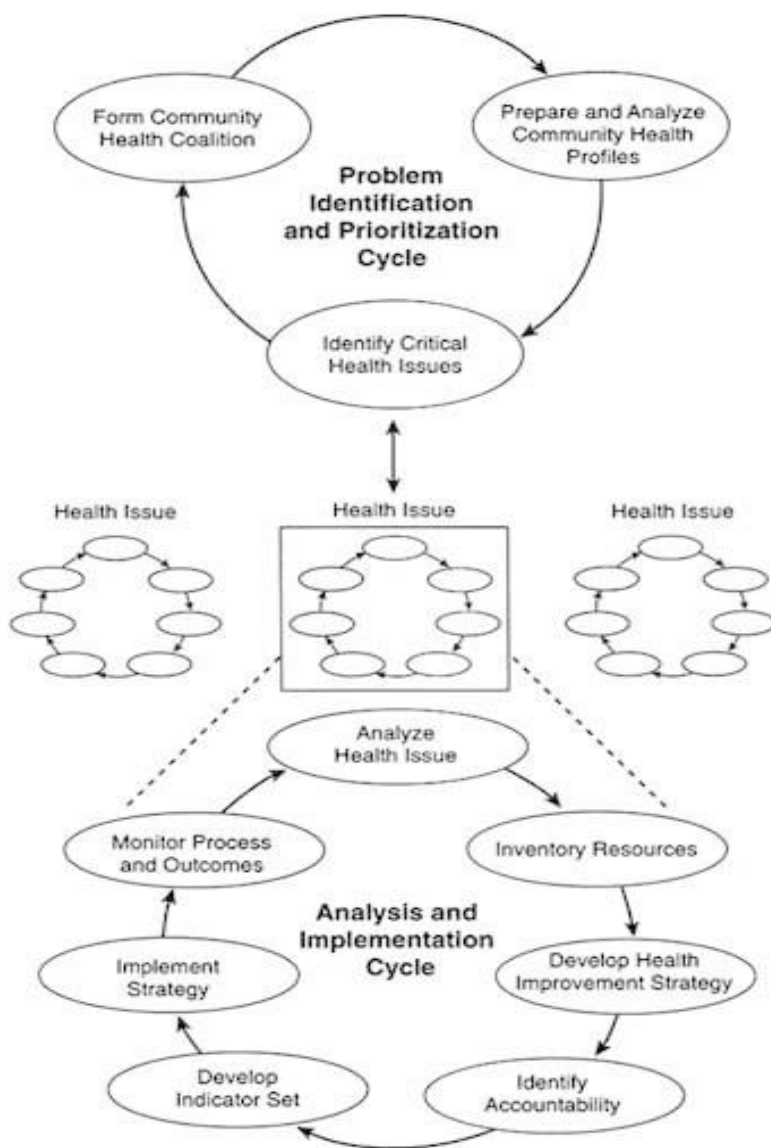 Form Community
Health Coalition
Prepare and Analyze
Community Health
Profiles
Problem
Identification
and Prioritization
Cycle
Identify Critical
Health Issues
Health Issue
Health Issue
Health Issue
Analyze
Health Issue
Monitor Process
and Outcomes
Inventory Resources
Analysis and
Implementation
Cycle
Implement
Strategy
Develop Health
Improvement Strategy
Develop
Indicator Set
Identify
Accountability